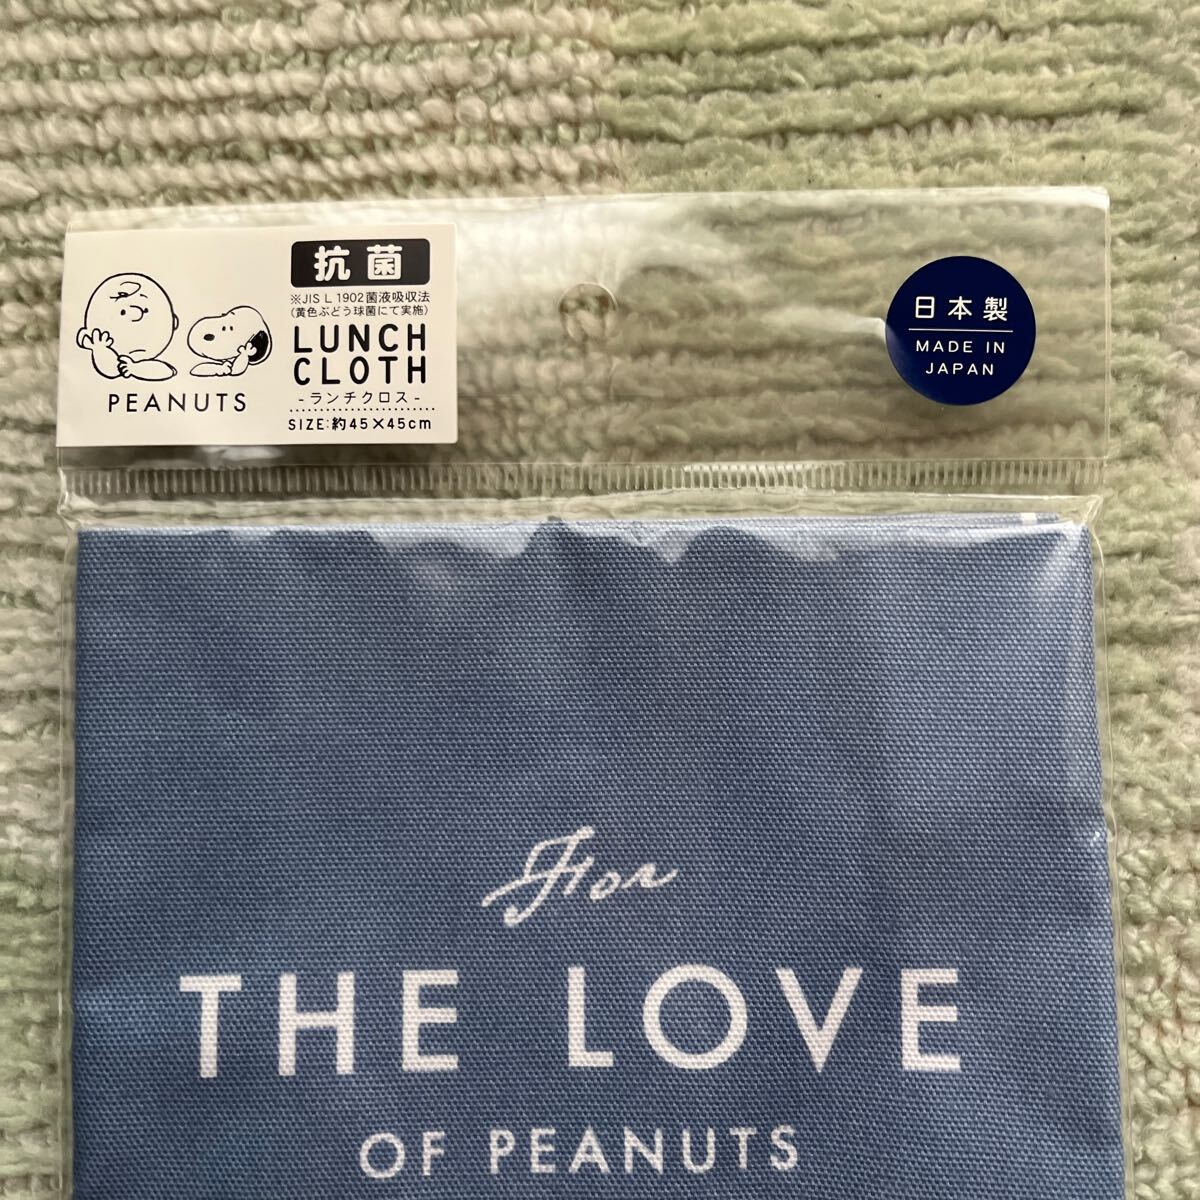 抗菌
※JIS L 1902菌液吸収法
(黄色ぶどう球菌にて実施)
LUNCH
CLOTH
-ランチクロス-
SIZE:約45×45cm
PEANUTS
日本製
MADE IN
JAPAN
For
THE LOVE
OF PEANUTS